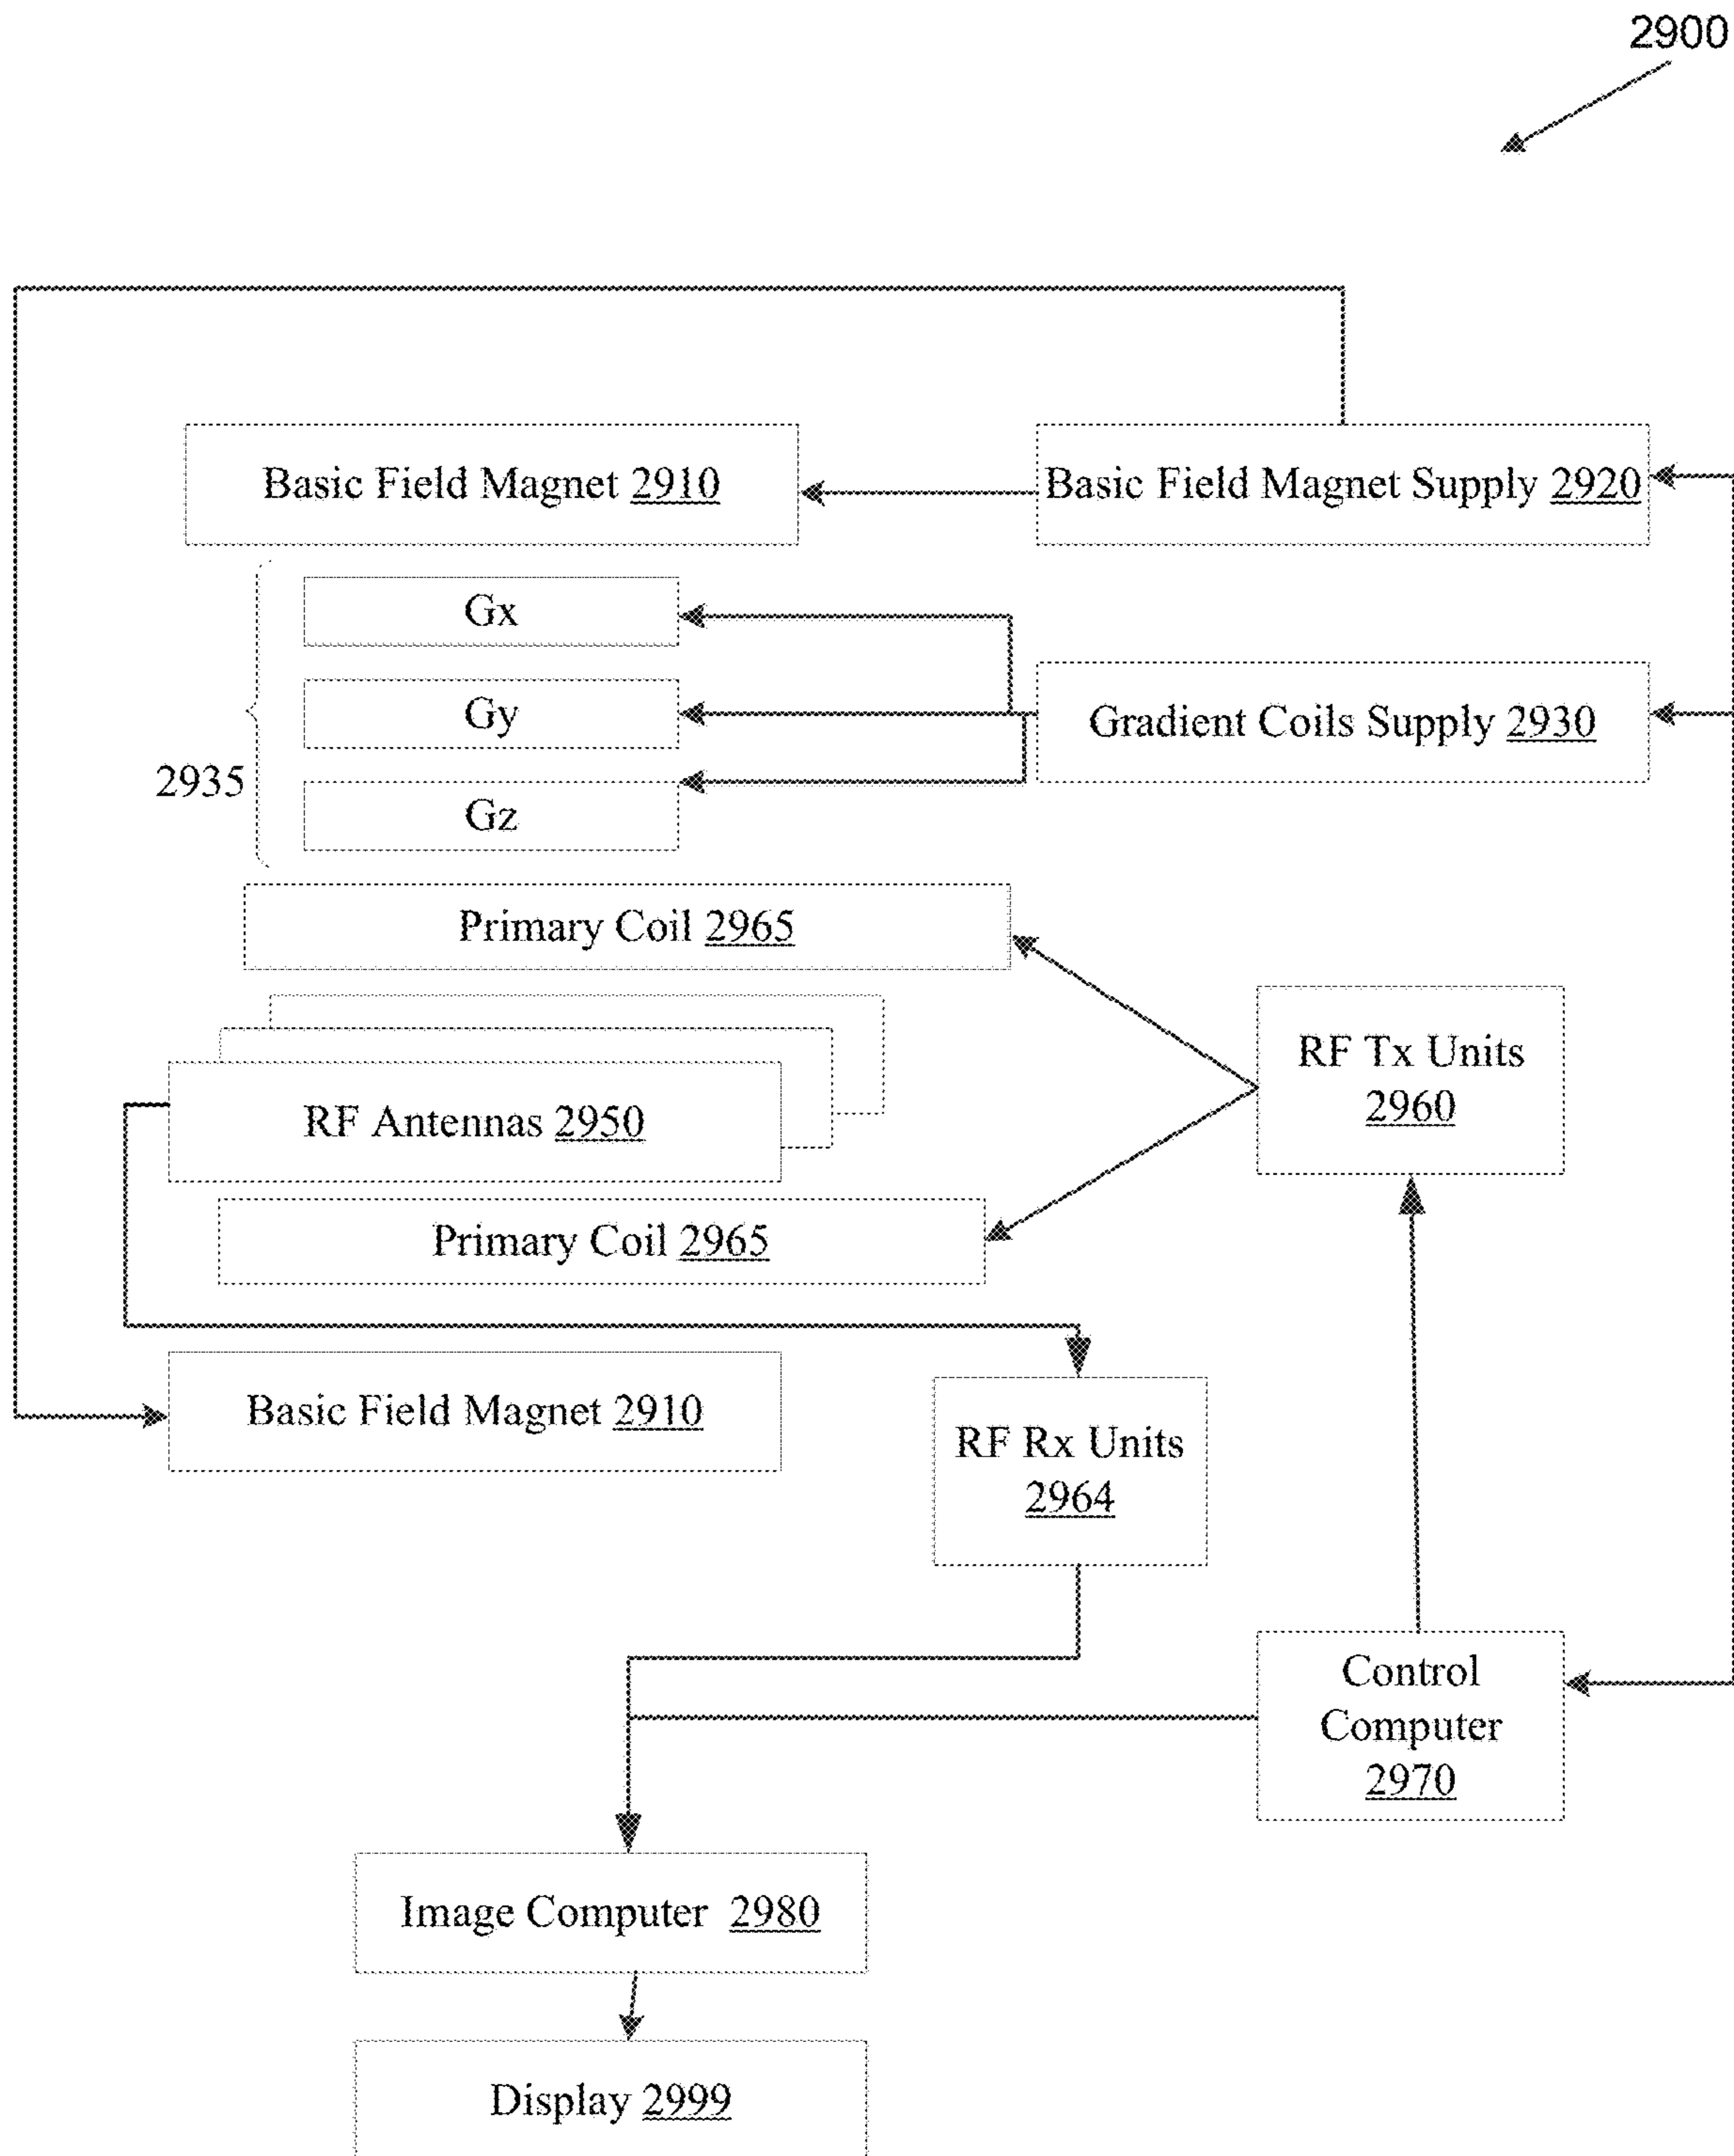 2900
Basic Field Magnet 2910
Basic Field Magnet Supply 2920
Gx
Gy
Gradient Coils Supply 2930
2935
Gz
Primary Coil 2965
RF Tx Units
2960
RF Antennas 2950
Primary Coil 2965
Basic Field Magnet 2910
RF Rx Units
2964
Control
Computer
2970
Image Computer 2980
Display 2999